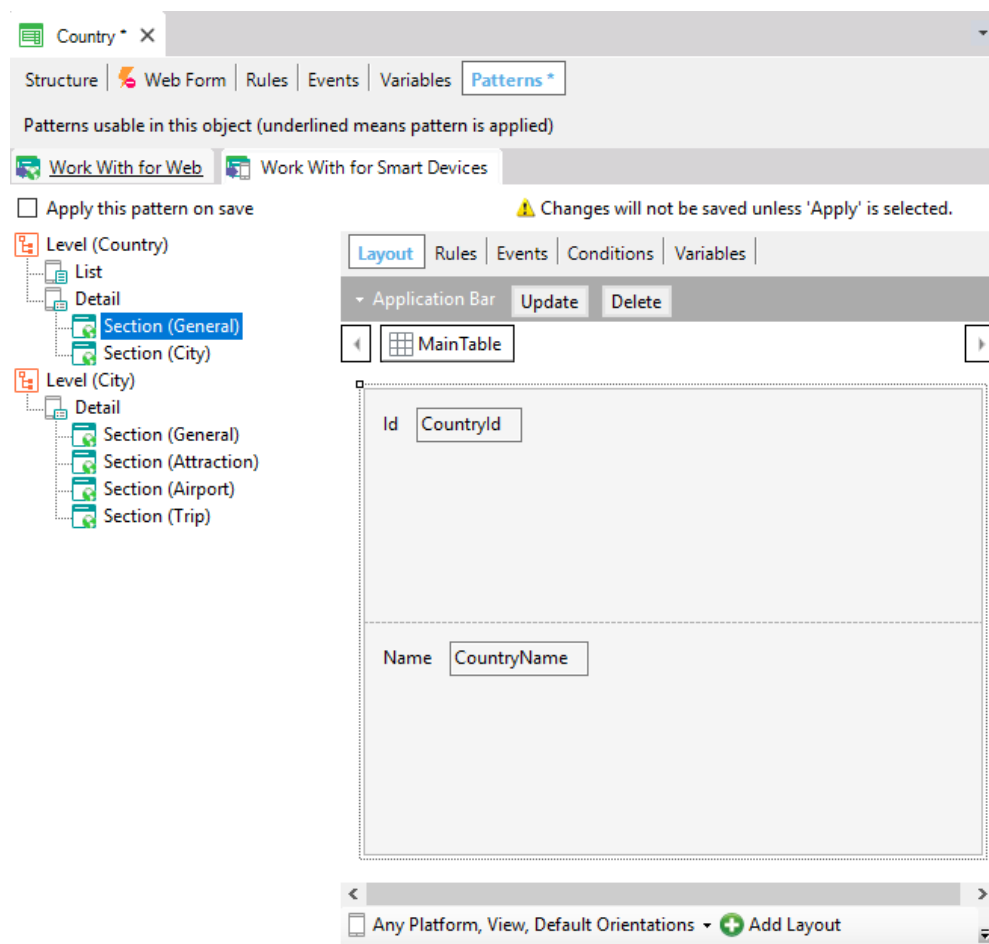 Country *
Structure Web Form Rules Events Variables Patterns *
Patterns usable in this object (underlined means pattern is applied)
Work With for Web Work With for Smart Devices
Apply this pattern on save Changes will not be saved unless 'Apply' is selected.
Level (Country)
List
Detail
Section (General)
Section (City)
Level (City)
Detail
Section (General)
Section (Attraction)
Section (Airport)
Section (Trip)
Layout Rules Events Conditions Variables
Application Bar Update Delete
MainTable
Id CountryId
Name CountryName
Any Platform, View, Default Orientations Add Layout